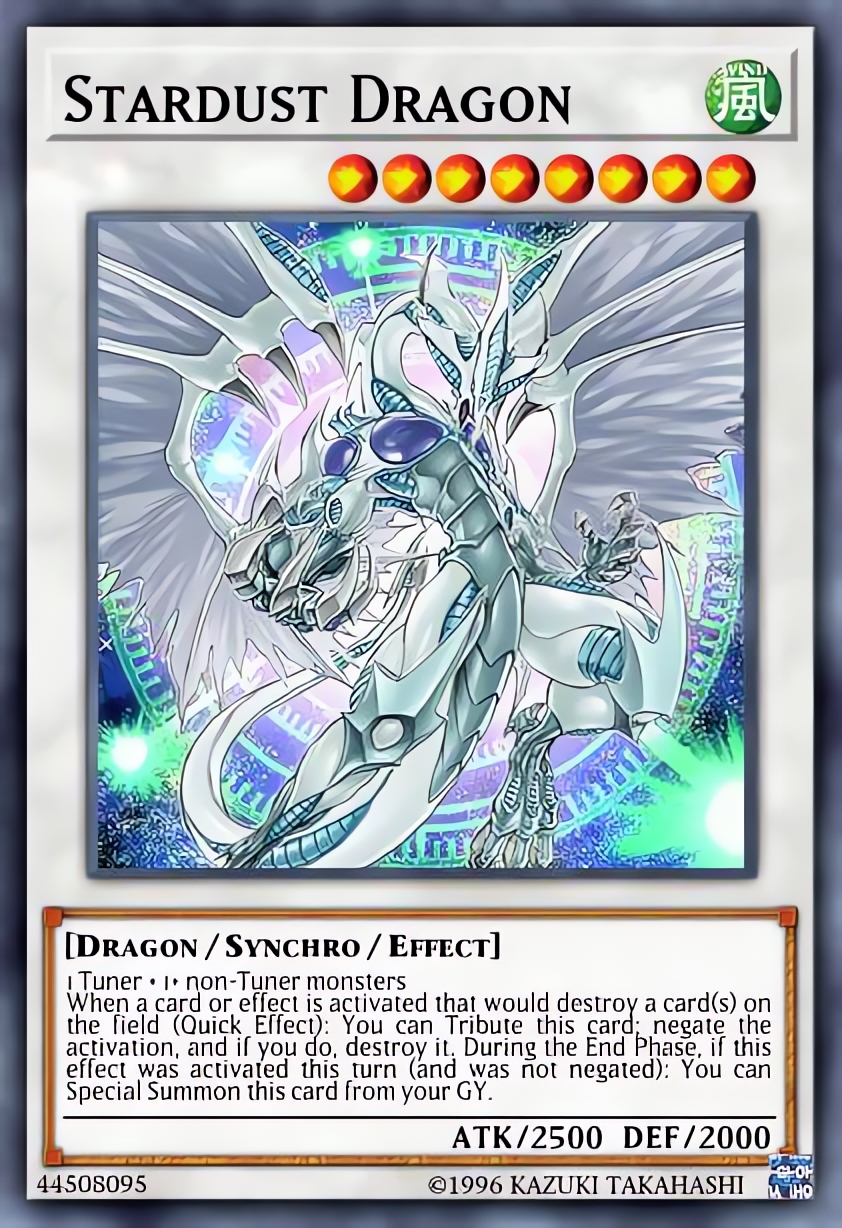 Stardust Dragon
[Dragon / Synchro / Effect]
1 Tuner + 1+ non-Tuner monsters
When a card or effect is activated that would destroy a card(s) on
the field (Quick Effect): You can Tribute this card; negate the
activation, and if you do, destroy it. During the End Phase, if this
effect was activated this turn (and was not negated): You can
Special Summon this card from your GY.
ATK/2500 DEF/2000
44508095 ©1996 KAZUKI TAKAHASHI